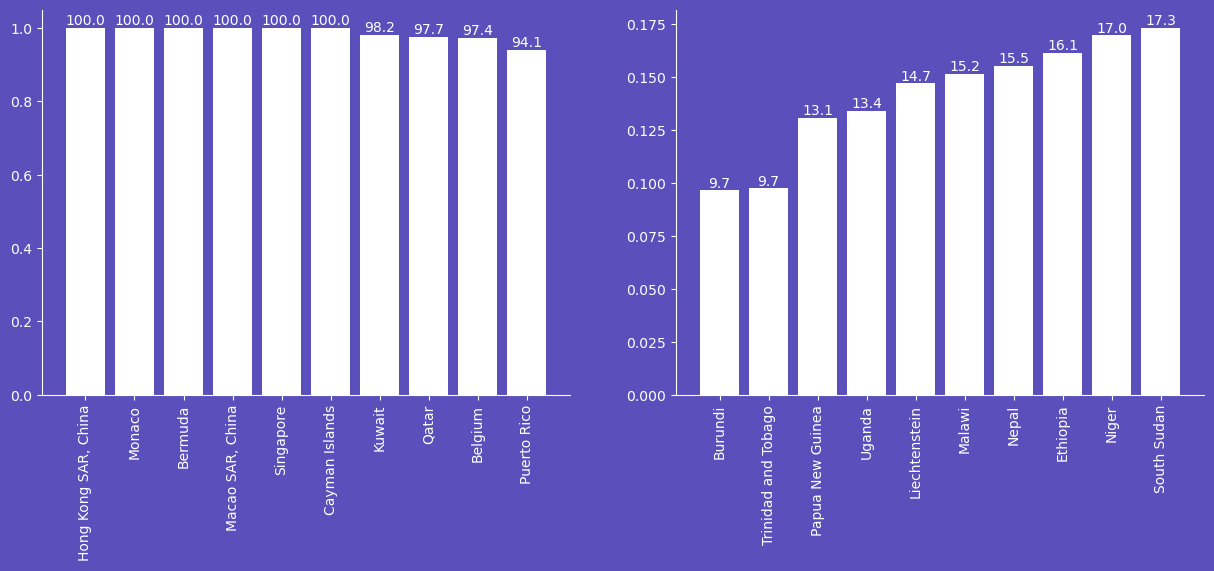 1.0
0.8
0.6
0.4
0.2
0.0
100.0 100.0 100.0 100.0 100.0 100.0 98.2 97.7 97.4 94.1
Hong Kong SAR, China
Monaco
Bermuda
Macao SAR, China
Singapore
Cayman Islands
Kuwait
Qatar
Belgium
Puerto Rico
0.175
0.150
0.125
0.100
0.075
0.050
0.025
0.000
9.7 9.7 13.1 13.4 14.7 15.2 15.5 16.1 17.0 17.3
Burundi
Trinidad and Tobago
Papua New Guinea
Uganda
Liechtenstein
Malawi
Nepal
Ethiopia
Niger
South Sudan